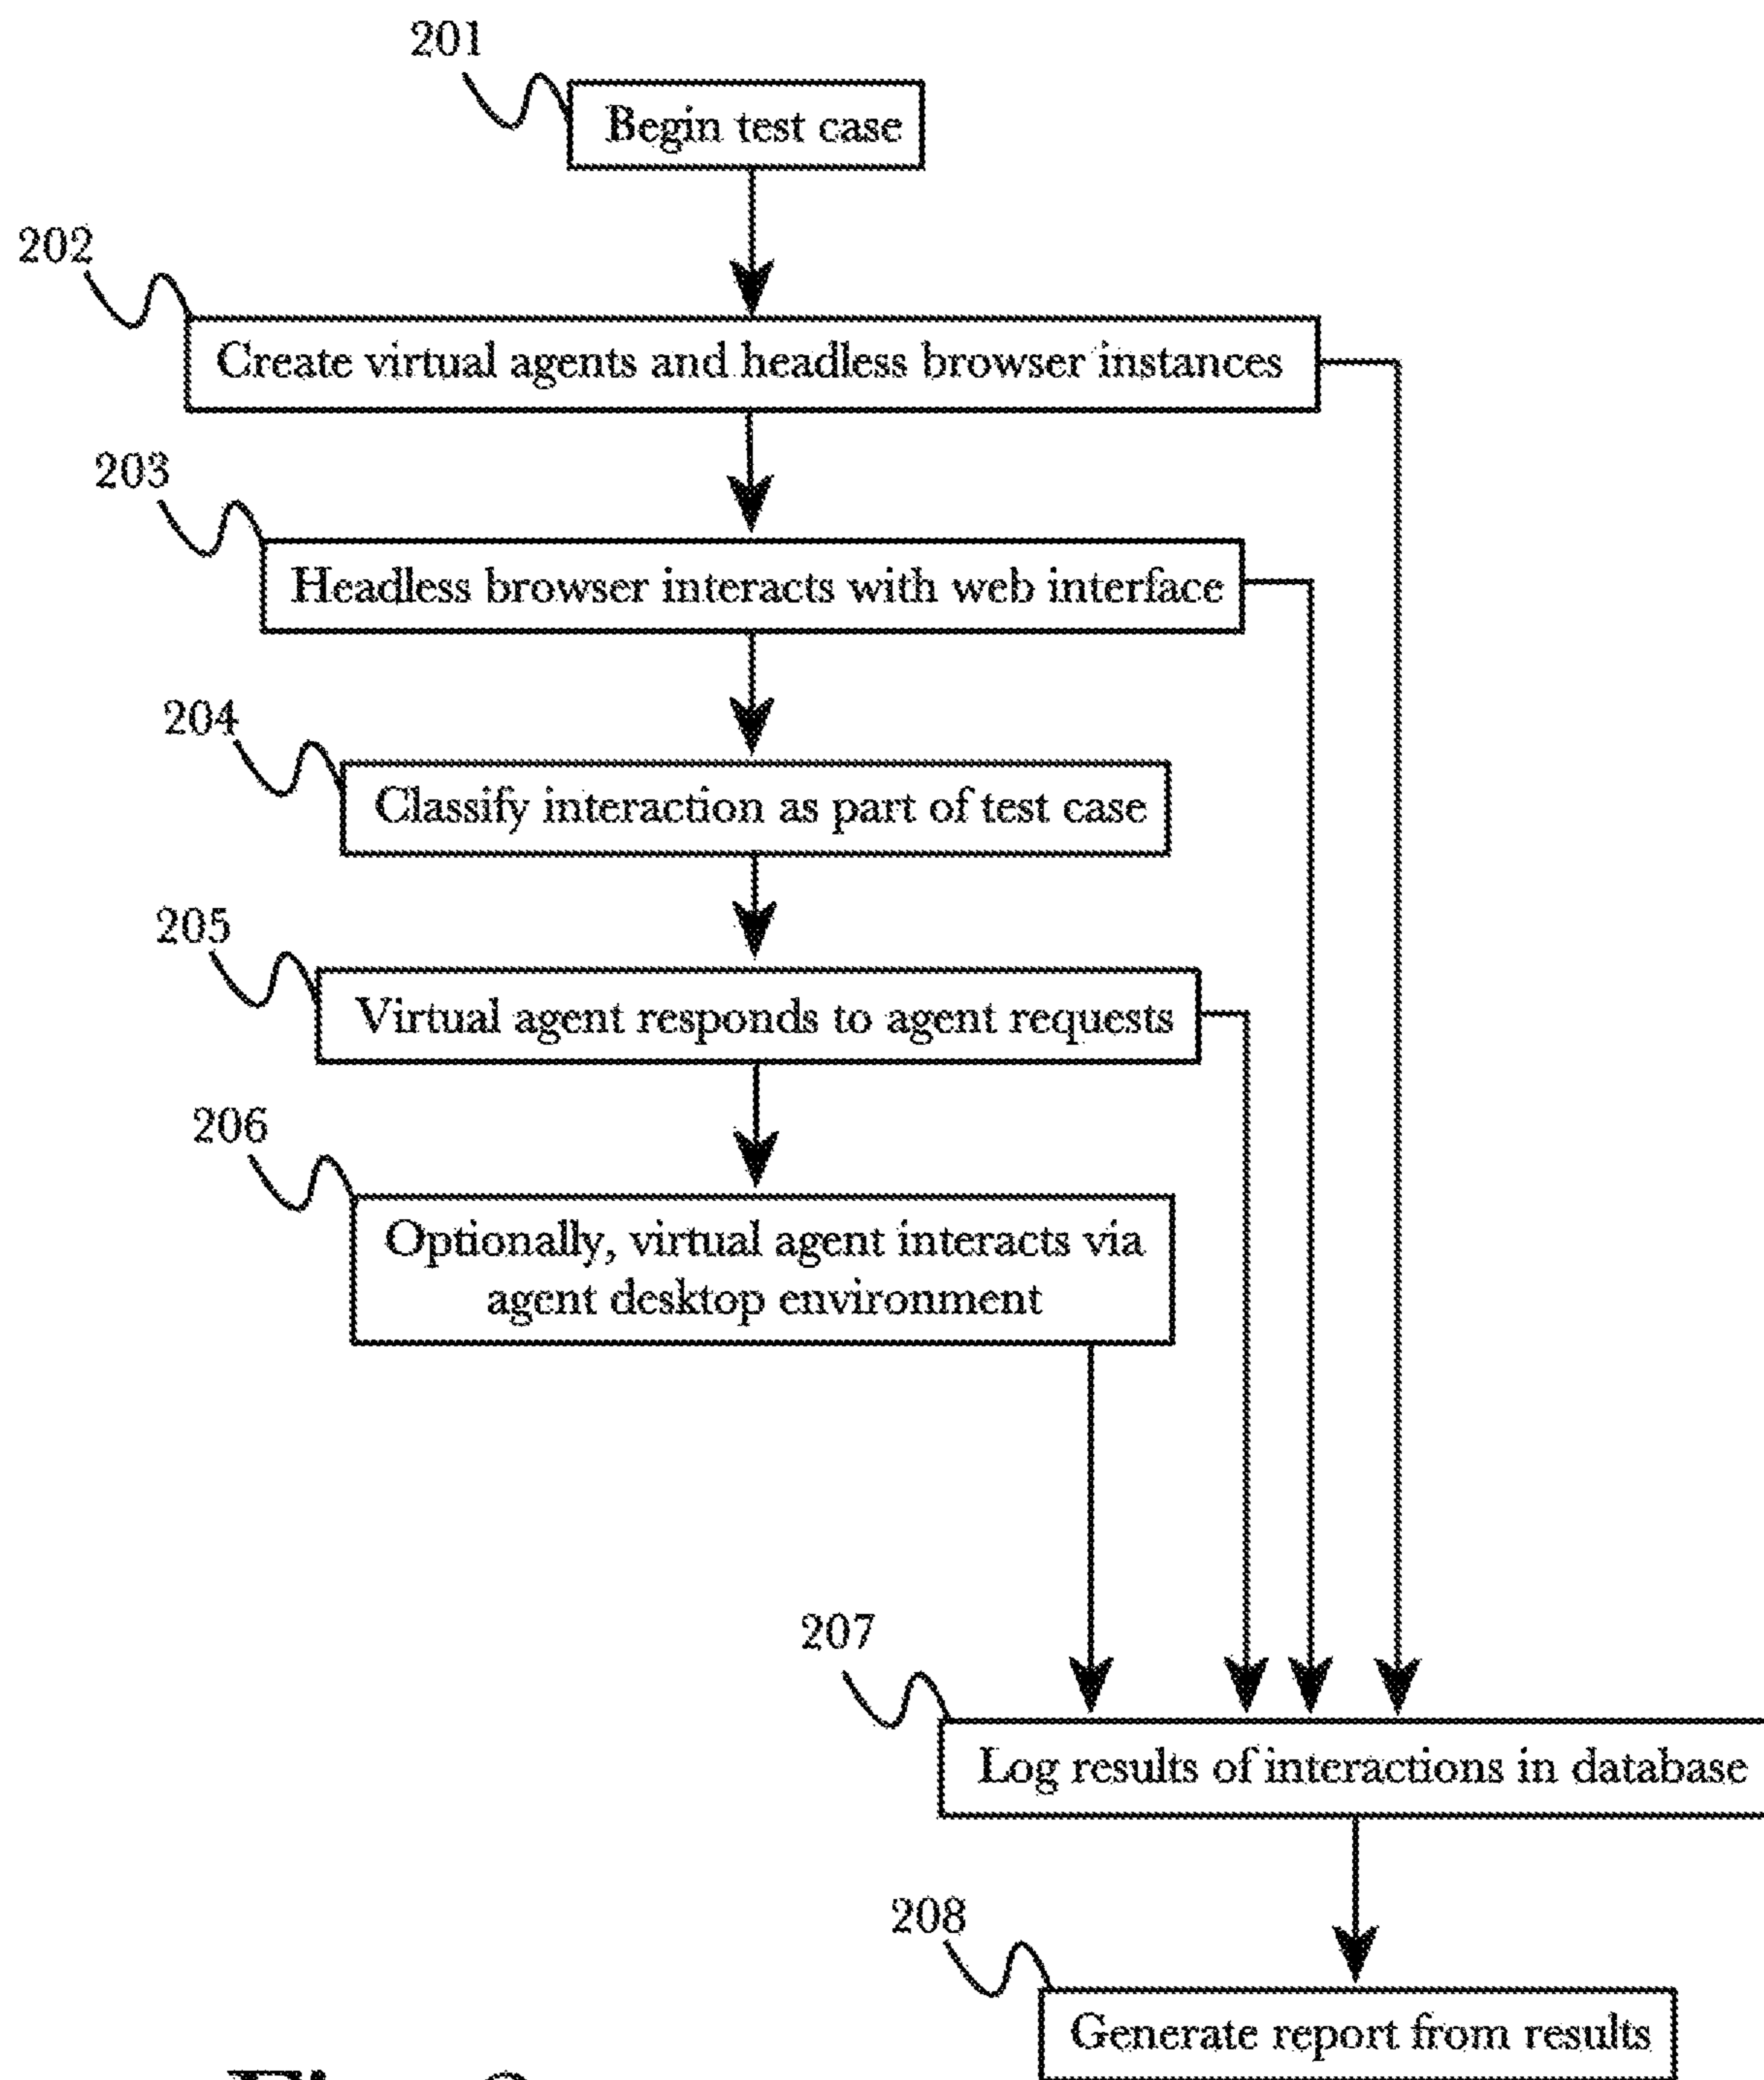 201
Begin test case
202
Create virtual agents and headless browser instances
203
Headless browser interacts with web interface
204
Classify interaction as part of test case
205
Virtual agent responds to agent requests
206
Optionally, virtual agent interacts via
agent desktop environment
207
Log results of interactions in database
208
Generate report from results